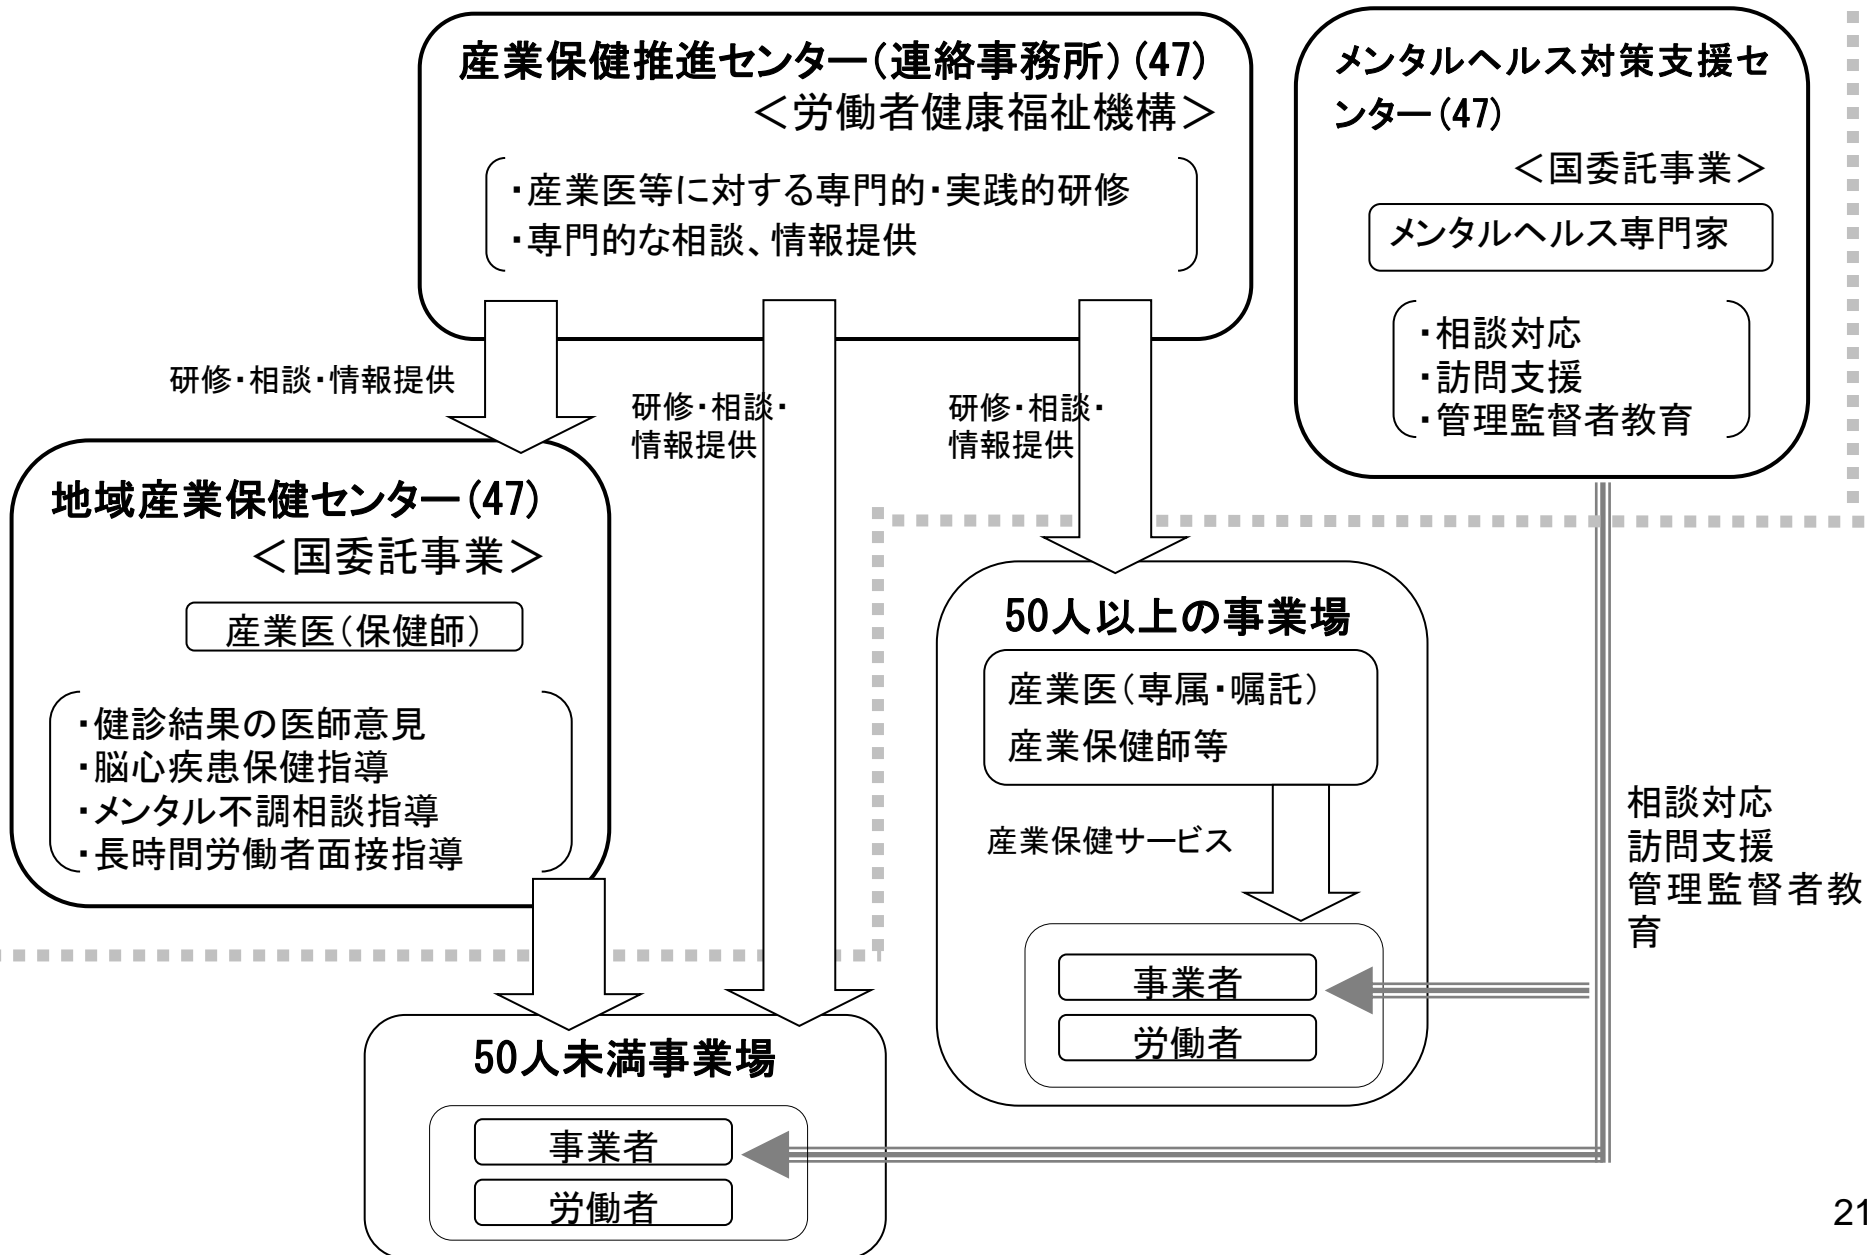 産業保健推進センター(連絡事務所)(47)
＜労働者健康福祉機構＞
・産業医等に対する専門的・実践的研修
・専門的な相談、情報提供
メンタルヘルス対策支援セ
ンター(47)
＜国委託事業＞
メンタルヘルス専門家
・相談対応
・訪問支援
・管理監督者教育
研修・相談・情報提供
研修・相談・
情報提供
研修・相談・
情報提供
地域産業保健センター(47)
＜国委託事業＞
産業医(保健師)
・健診結果の医師意見
・脳心疾患保健指導
・メンタル不調相談指導
・長時間労働者面接指導
50人以上の事業場
産業医(専属・嘱託)
産業保健師等
産業保健サービス
事業者
労働者
相談対応
訪問支援
管理監督者教
育
50人未満事業場
事業者
労働者
21